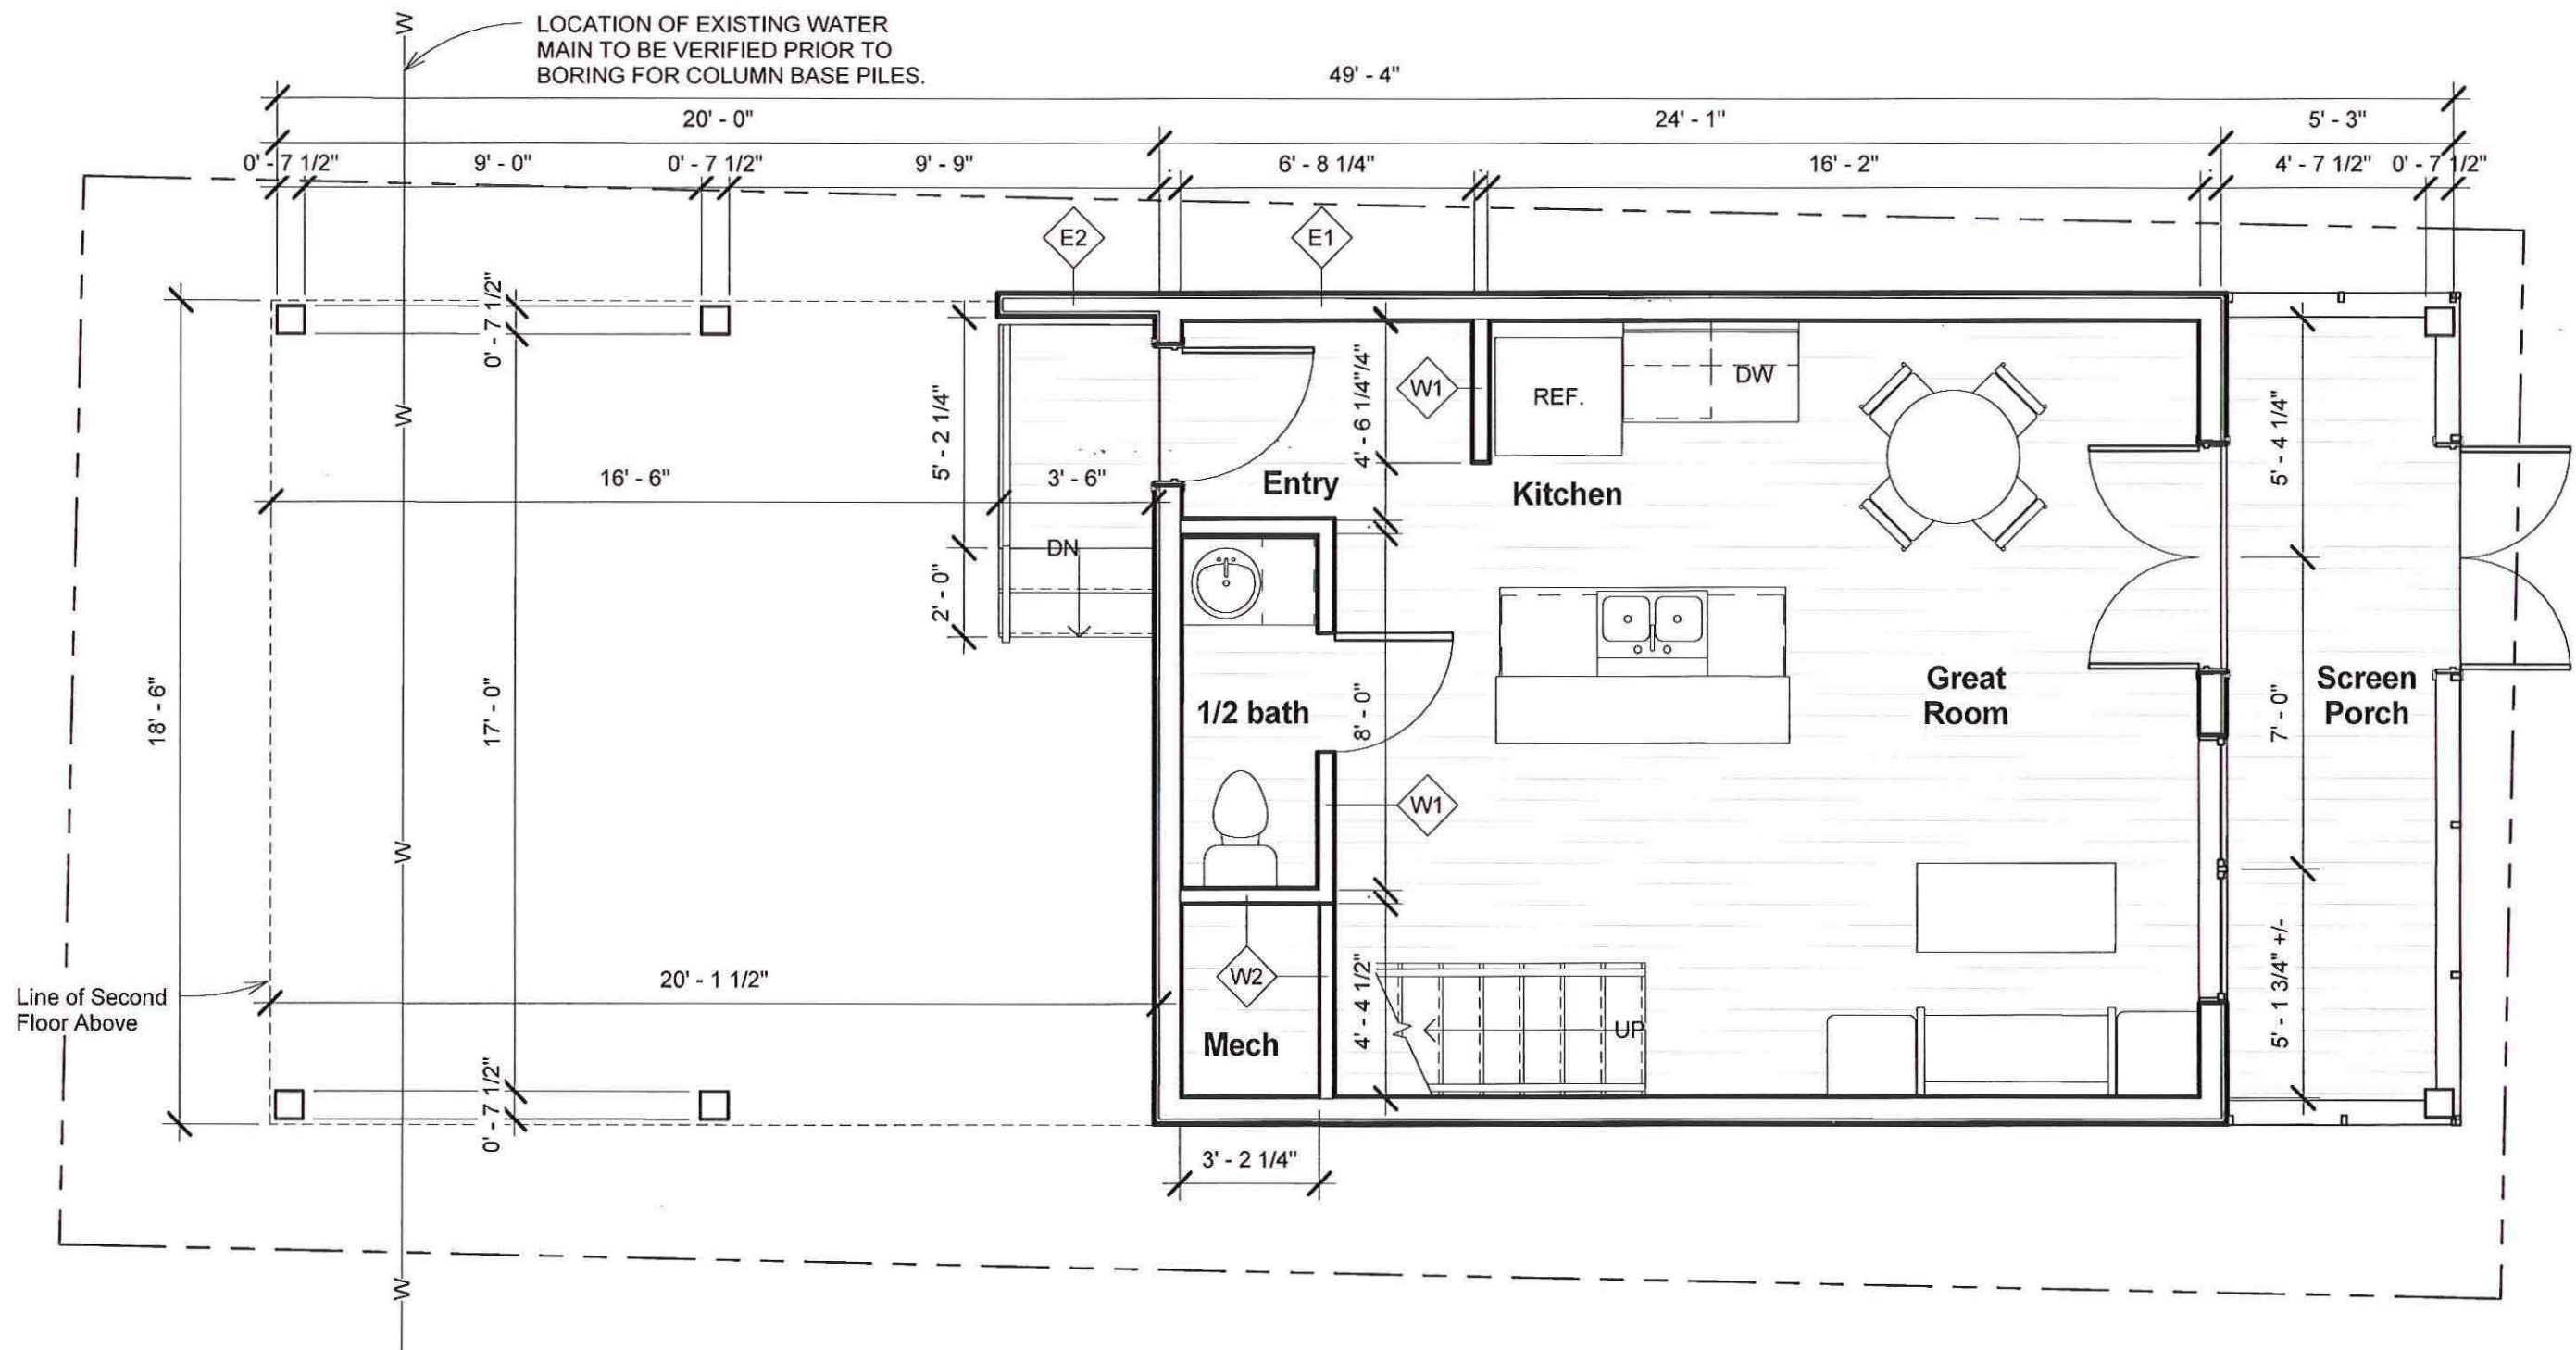 W
LOCATION OF EXISTING WATER
MAIN TO BE VERIFIED PRIOR TO
BORING FOR COLUMN BASE PILES.
49' - 4"
20' - 0"
24' - 1"
5' - 3"
0' - 7 1/2"
9' - 0"
0' - 7 1/2"
9' - 9"
6' - 8 1/4"
16' - 2"
4' - 7 1/2"
0' - 7 1/2"
E2
E1
0' - 7 1/2"
W
5' - 2 1/4"
4' - 6 1/4"/4"
W1
REF.
DW
5' - 4 1/4"
16' - 6"
3' - 6"
Entry
Kitchen
DN
2' - 0"
18' - 6"
17' - 0"
1/2 bath
8' - 0"
Great
Room
7' - 0"
Screen
Porch
W
W1
Line of Second
Floor Above
20' - 1 1/2"
W2
Mech
4' - 4 1/2"
UP
5' - 1 3/4" +/-
0' - 7 1/2"
3' - 2 1/4"
W